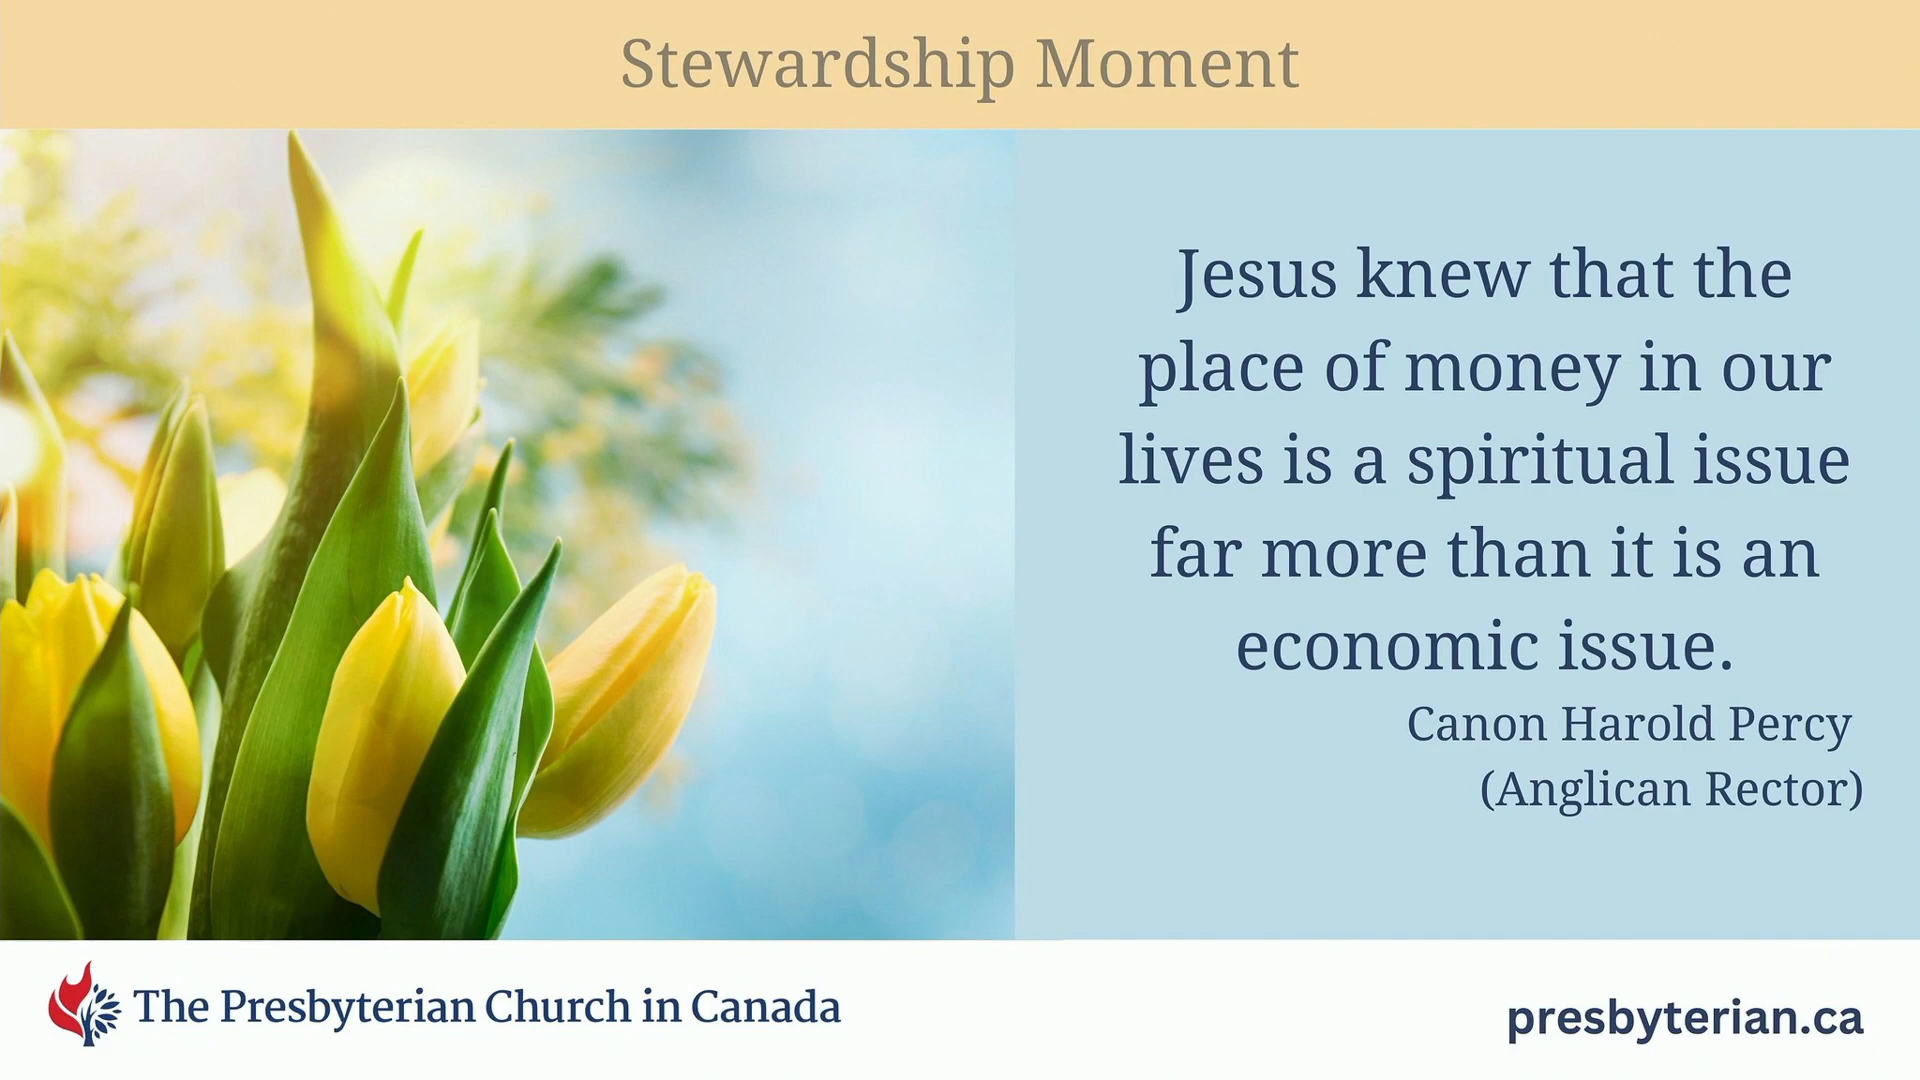 Stewardship Moment
Jesus knew that the
place of money in our
lives is a spiritual issue
far more than it is an
economic issue.
Canon Harold Percy
(Anglican Rector)
The Presbyterian Church in Canada
presbyterian.ca